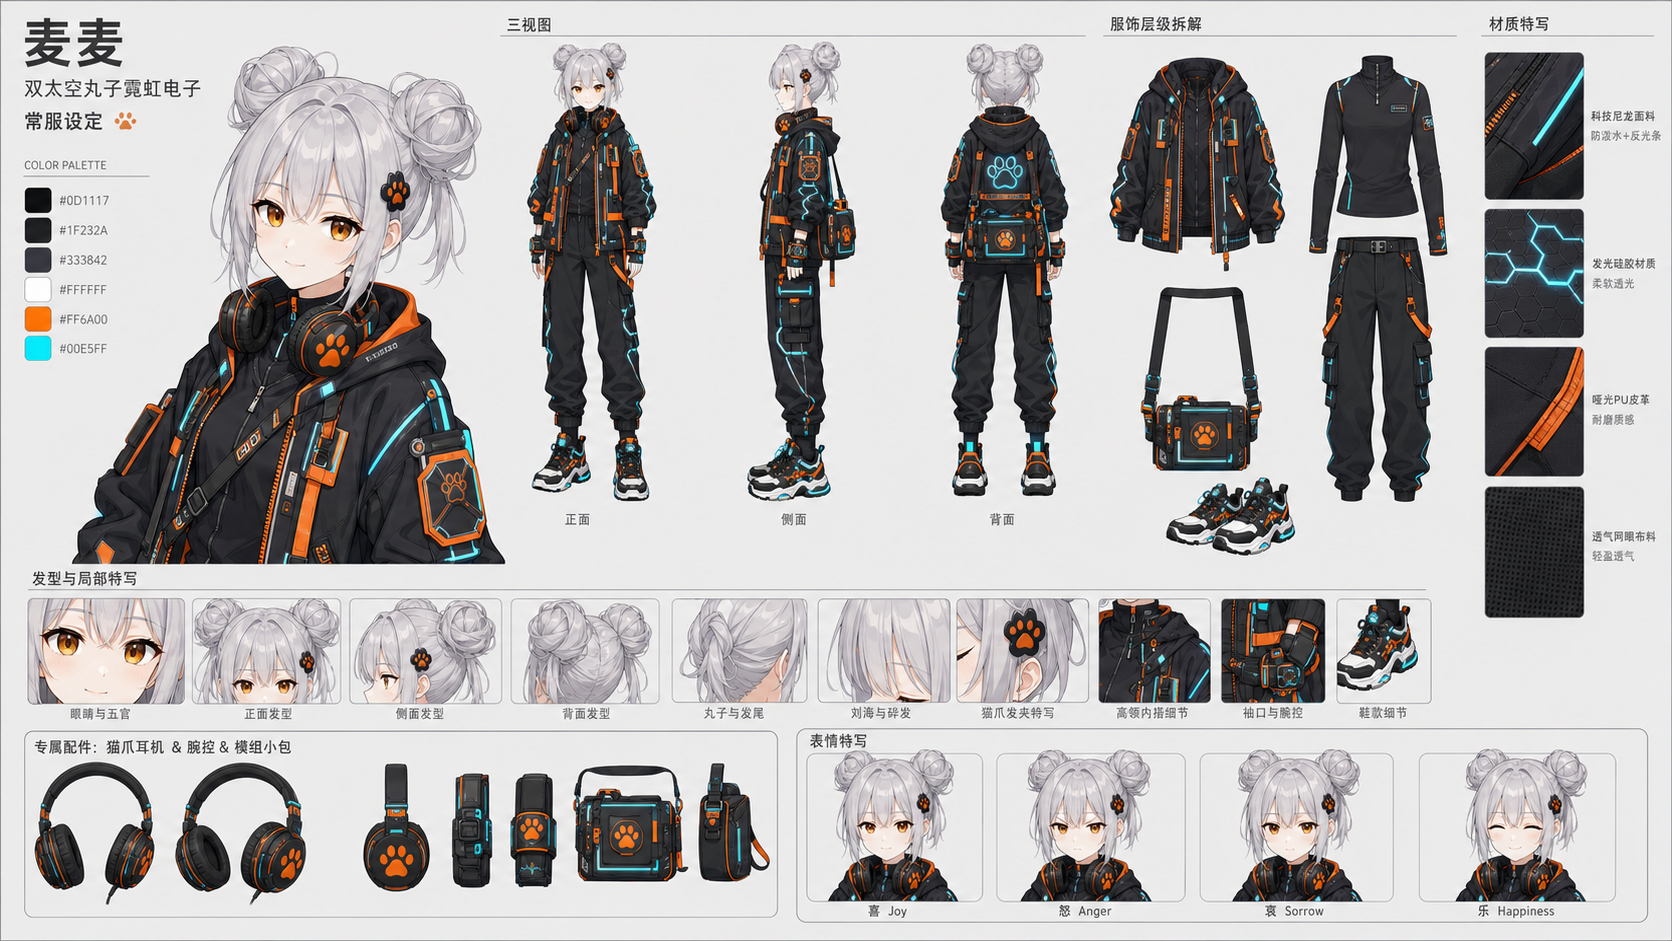 麦麦
双太空丸子霓虹电子
常服设定
COLOR PALETTE
#0D1117
#1F232A
#333842
#FFFFFF
#FF6A00
#00E5FF
三视图
正面
侧面
背面
服饰层级拆解
材质特写
科技尼龙面料
防泼水+反光条
发光硅胶材质
柔软透光
哑光PU皮革
耐磨质感
透气网眼布料
轻盈透气
发型与局部特写
眼睛与五官
正面发型
侧面发型
背面发型
丸子与发尾
刘海与碎发
猫爪发夹特写
高领内搭细节
袖口与腕控
鞋款细节
专属配件：猫爪耳机 & 腕控 & 模组小包
表情特写
喜 Joy
怒 Anger
哀 Sorrow
乐 Happiness